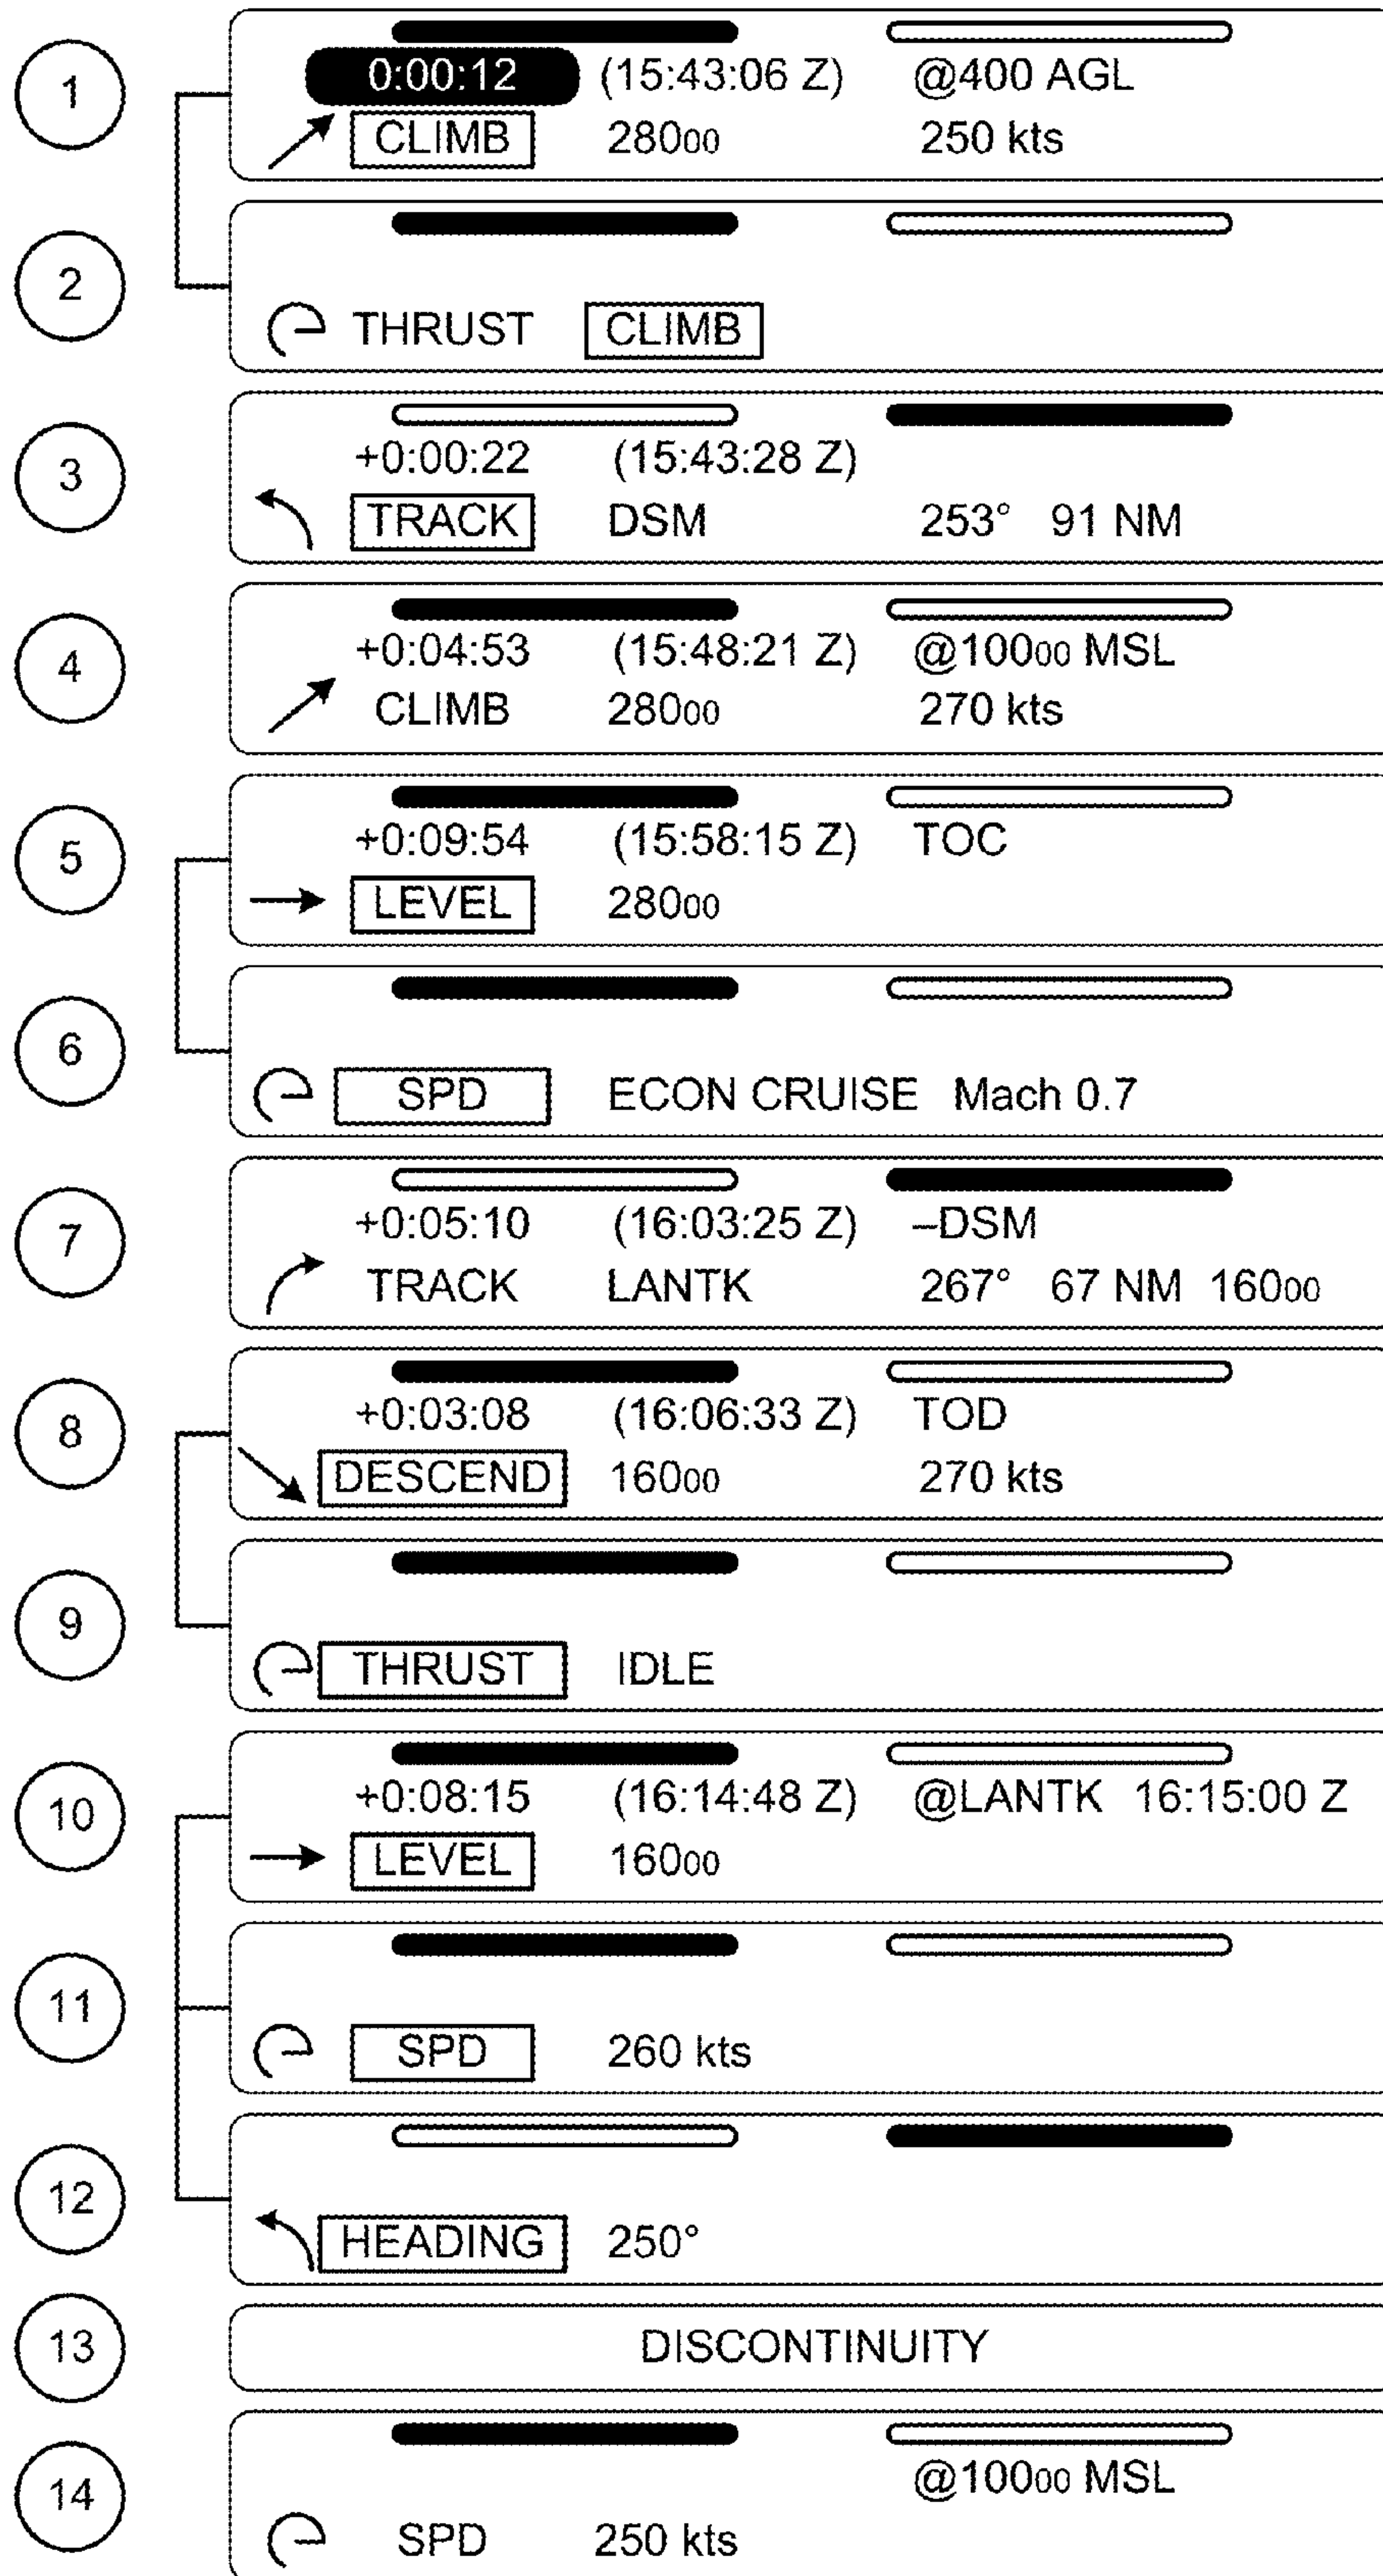 1
0:00:12 (15:43:06 Z) @400 AGL
CLIMB 28000 250 kts
2
THRUST CLIMB
3
+0:00:22 (15:43:28 Z)
TRACK DSM 253° 91 NM
4
+0:04:53 (15:48:21 Z) @10000 MSL
CLIMB 28000 270 kts
5
+0:09:54 (15:58:15 Z) TOC
LEVEL 28000
6
SPD ECON CRUISE Mach 0.7
7
+0:05:10 (16:03:25 Z) –DSM
TRACK LANTK 267° 67 NM 16000
8
+0:03:08 (16:06:33 Z) TOD
DESCEND 16000 270 kts
9
THRUST IDLE
10
+0:08:15 (16:14:48 Z) @LANTK 16:15:00 Z
LEVEL 16000
11
SPD 260 kts
12
HEADING 250°
13
DISCONTINUITY
14
@10000 MSL
SPD 250 kts